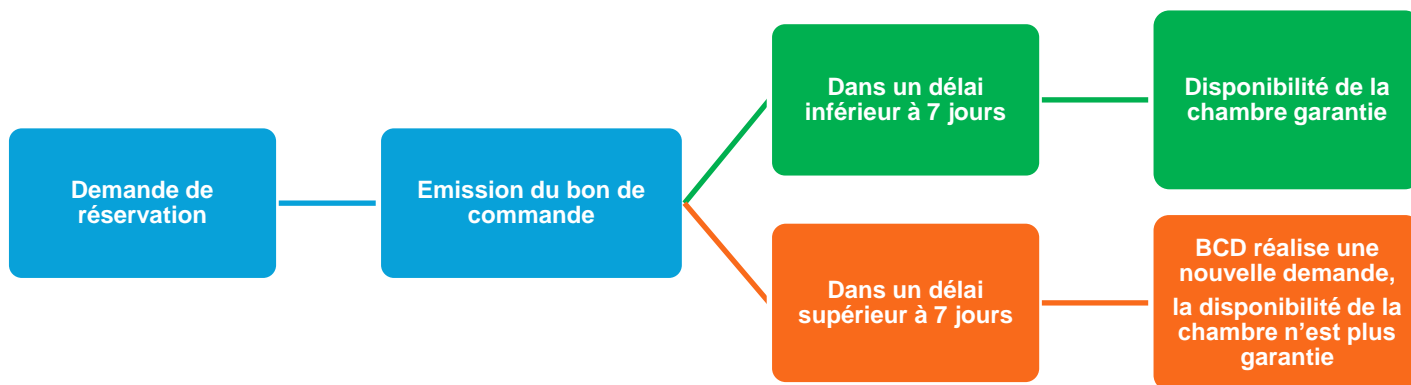 Demande de
réservation
Emission du bon de
commande
Dans un délai
inférieur à 7 jours
Disponibilité de la
chambre garantie
Dans un délai
supérieur à 7 jours
BCD réalise une
nouvelle demande,
la disponibilité de la
chambre n’est plus
garantie